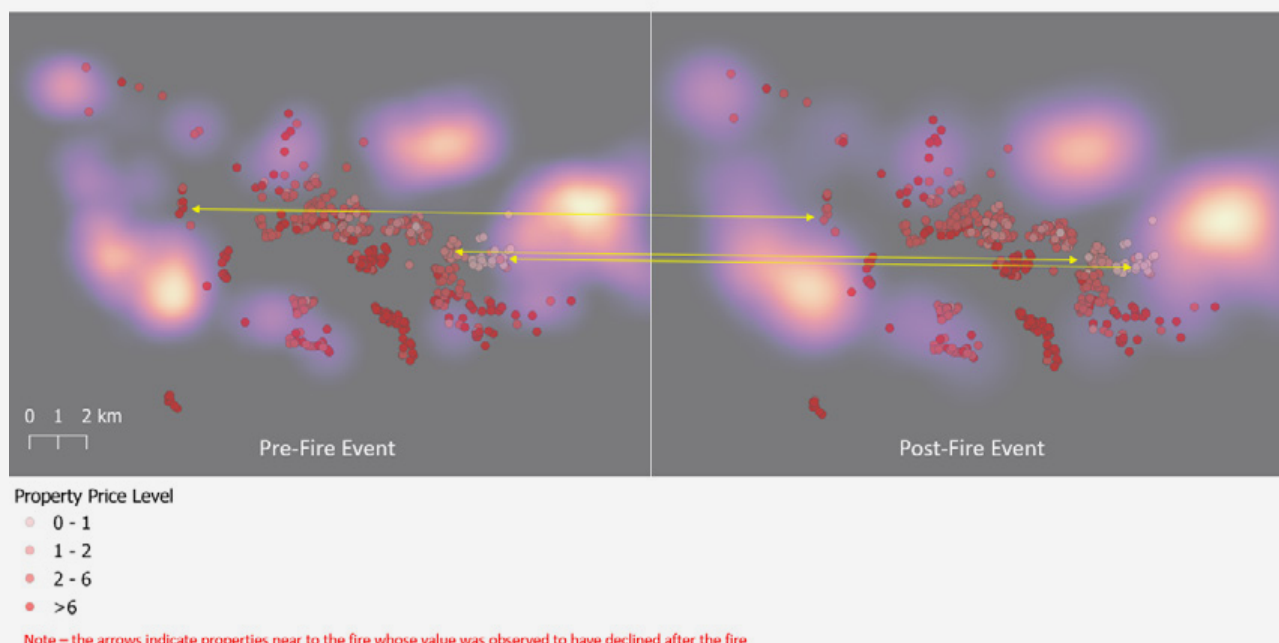 0 1 2 km
Pre-Fire Event
Post-Fire Event
Property Price Level
0 - 1
1 - 2
2 - 6
>6
Note – the arrows indicate properties near to the fire whose value was observed to have declined after the fire